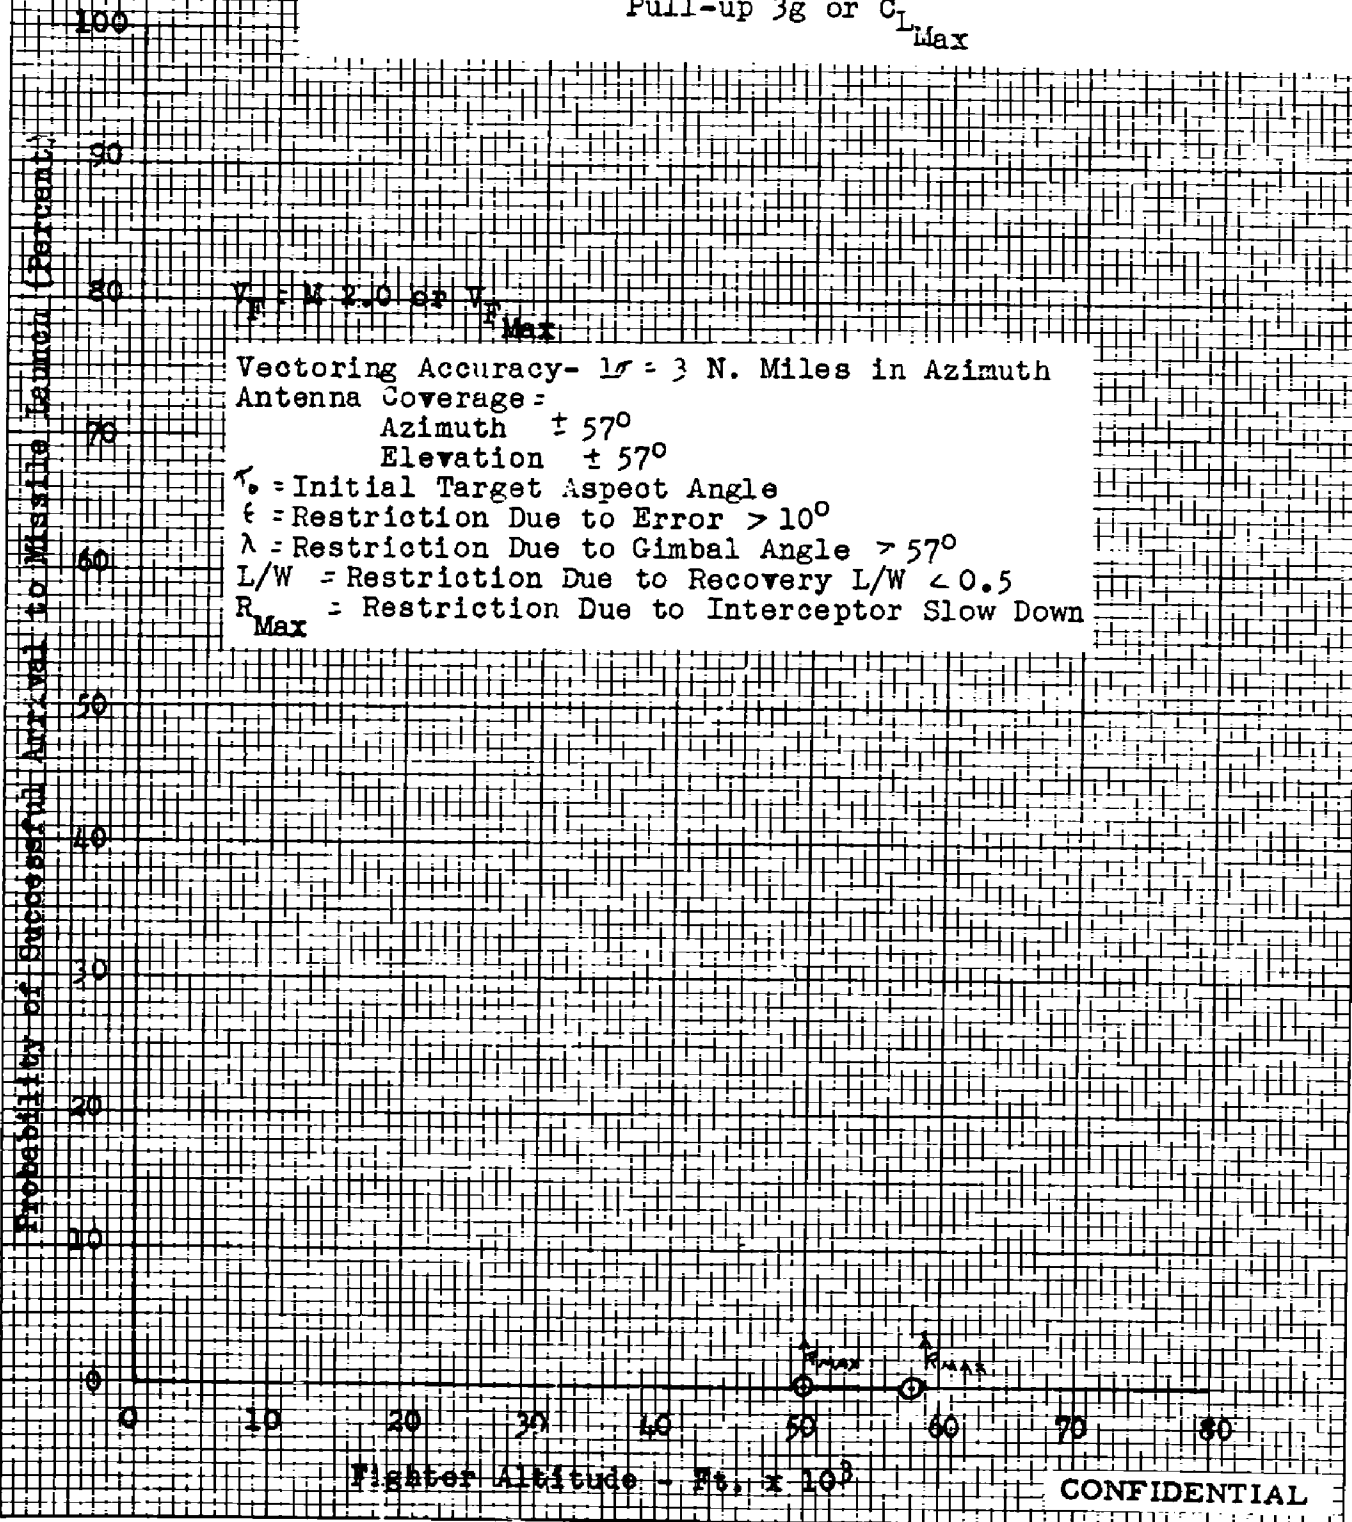 Pull-up 3g or C_L_Max
100
90
80
70
60
50
40
30
20
10
0
Probability of Successful Arrival to Missile Launch (Percent)
V_F = M 2.0 or V_F_Max
Vectoring Accuracy- 1σ = 3 N. Miles in Azimuth
Antenna Coverage =
Azimuth ± 57°
Elevation ± 57°
τ₀ = Initial Target Aspect Angle
ε = Restriction Due to Error > 10°
λ = Restriction Due to Gimbal Angle > 57°
L/W = Restriction Due to Recovery L/W < 0.5
R_Max = Restriction Due to Interceptor Slow Down
R_MAX R_MAX
0 10 20 30 40 50 60 70 80
Fighter Altitude - Ft. x 10³
CONFIDENTIAL